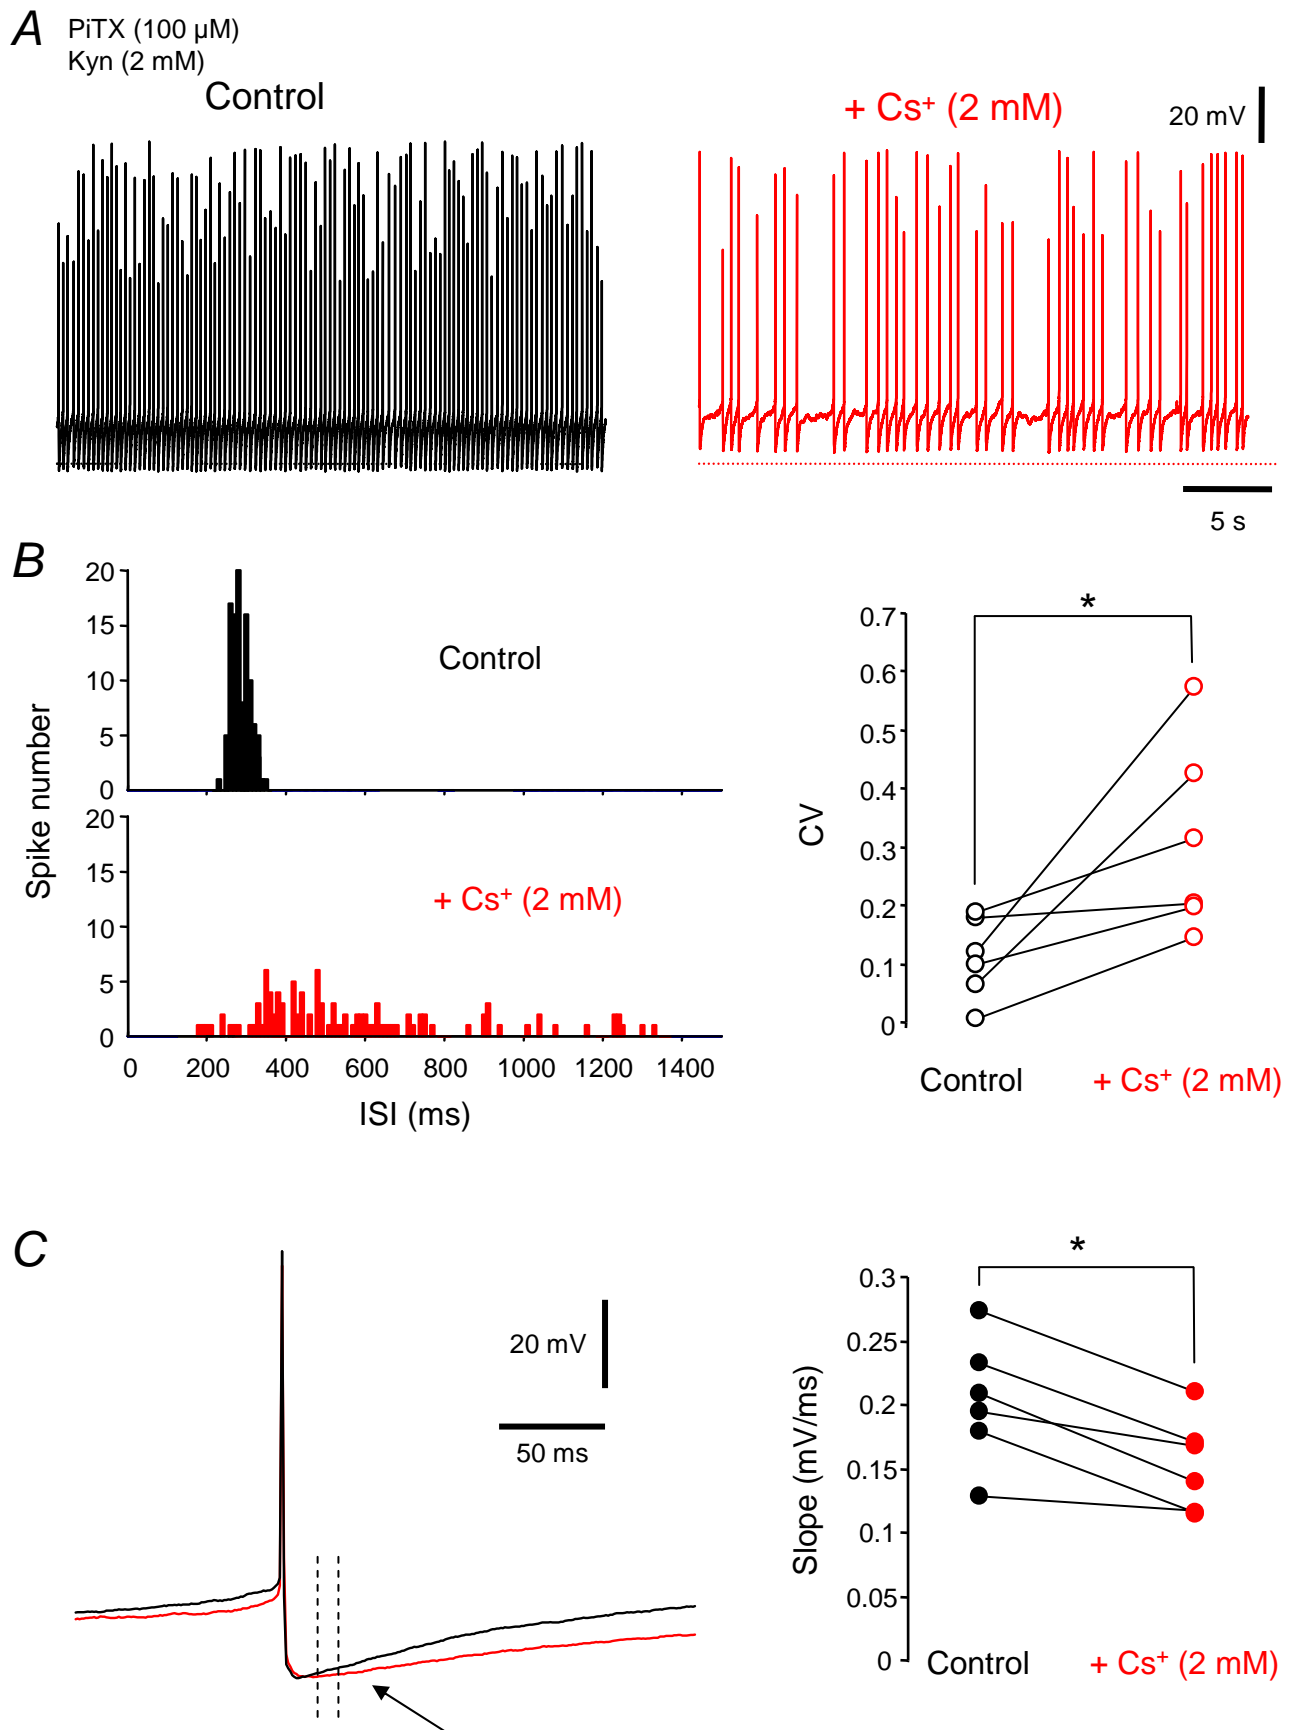 A
PiTX (100 µM)
Kyn (2 mM)
Control
+ Cs⁺ (2 mM)
20 mV
5 s
B
Spike number
20
15
10
5
0
Control
20
15
10
5
0
+ Cs⁺ (2 mM)
0 200 400 600 800 1000 1200 1400
ISI (ms)
CV
0.7
0.6
0.5
0.4
0.3
0.2
0.1
0
*
Control + Cs⁺ (2 mM)
C
20 mV
50 ms
Slope (mV/ms)
0.3
0.25
0.2
0.15
0.1
0.05
0
*
Control + Cs⁺ (2 mM)